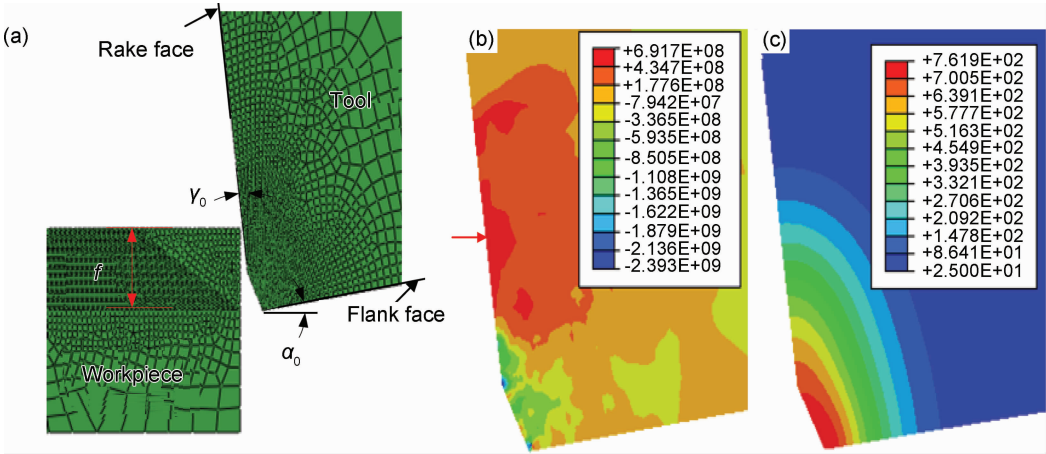 (a)
Rake face
Tool
γ0
f
Flank face
α0
Workpiece
(b)
+6.917E+08
+4.347E+08
+1.776E+08
-7.942E+07
-3.365E+08
-5.935E+08
-8.505E+08
-1.108E+09
-1.365E+09
-1.622E+09
-1.879E+09
-2.136E+09
-2.393E+09
(c)
+7.619E+02
+7.005E+02
+6.391E+02
+5.777E+02
+5.163E+02
+4.549E+02
+3.935E+02
+3.321E+02
+2.706E+02
+2.092E+02
+1.478E+02
+8.641E+01
+2.500E+01